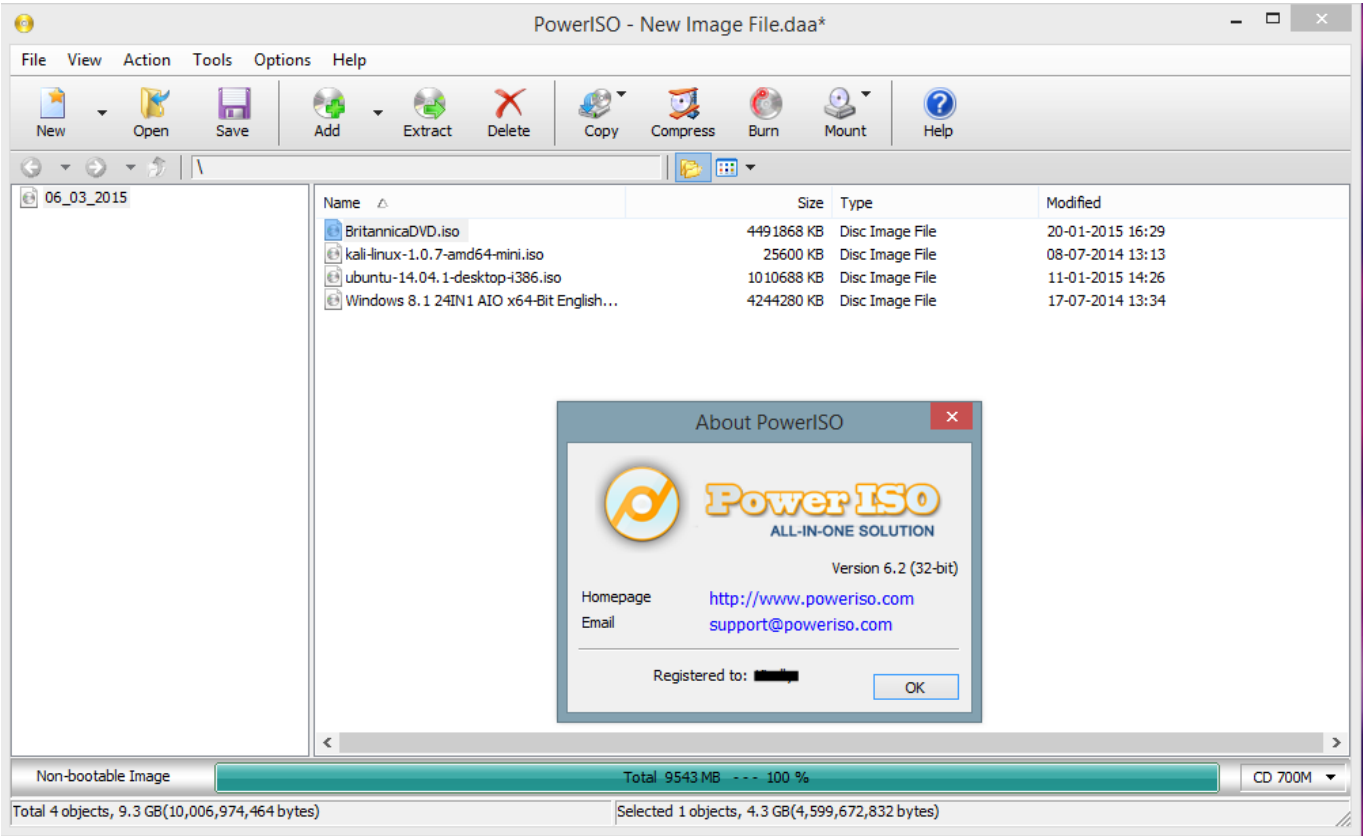 PowerISO - New Image File.daa*
File View Action Tools Options Help
New Open Save Add Extract Delete Copy Compress Burn Mount Help
\
06_03_2015
Name Size Type Modified
BritannicaDVD.iso 4491868 KB Disc Image File 20-01-2015 16:29
kali-linux-1.0.7-amd64-mini.iso 25600 KB Disc Image File 08-07-2014 13:13
ubuntu-14.04.1-desktop-i386.iso 1010688 KB Disc Image File 11-01-2015 14:26
Windows 8.1 24IN1 AIO x64-Bit English... 4244280 KB Disc Image File 17-07-2014 13:34
About PowerISO
Power ISO
ALL-IN-ONE SOLUTION
Version 6.2 (32-bit)
Homepage http://www.poweriso.com
Email support@poweriso.com
Registered to:
OK
Non-bootable Image Total 9543 MB - - - 100 % CD 700M
Total 4 objects, 9.3 GB(10,006,974,464 bytes) Selected 1 objects, 4.3 GB(4,599,672,832 bytes)